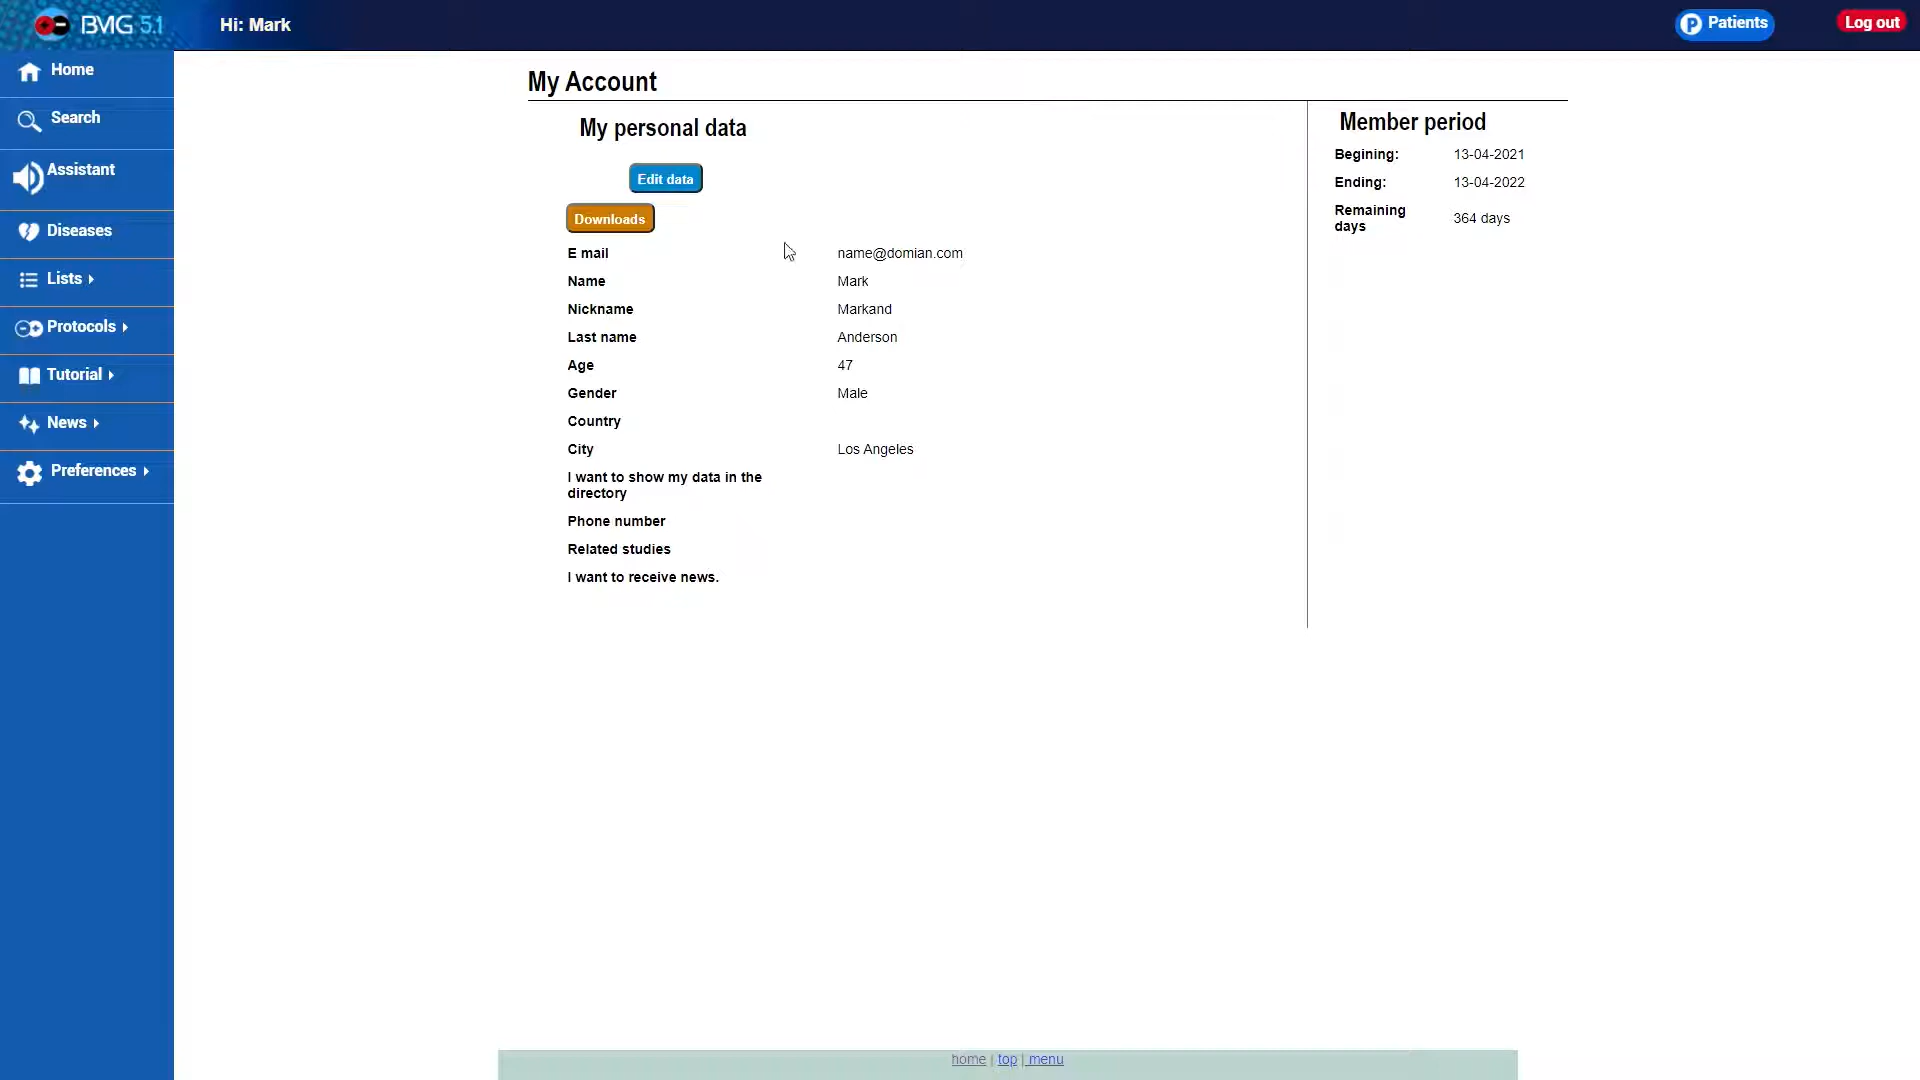 BMG 5.1
Hi: Mark
Patients
Log out
Home
Search
Assistant
Diseases
Lists
Protocols
Tutorial
News
Preferences
My Account
My personal data
Edit data
Downloads
E mail name@domian.com
Name Mark
Nickname Markand
Last name Anderson
Age 47
Gender Male
Country
City Los Angeles
I want to show my data in the
directory
Phone number
Related studies
I want to receive news.
Member period
Begining: 13-04-2021
Ending: 13-04-2022
Remaining
days 364 days
home | top | menu